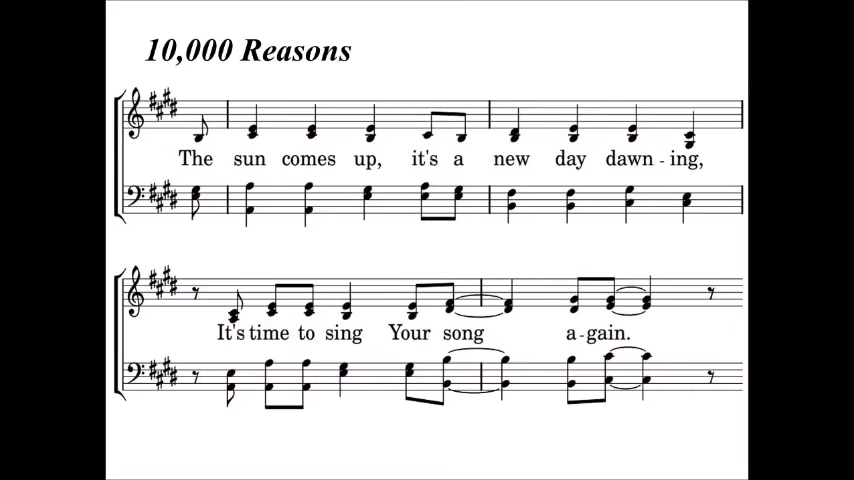 10,000 Reasons
The sun comes up, it's a new day dawn - ing,
It's time to sing Your song a - gain.